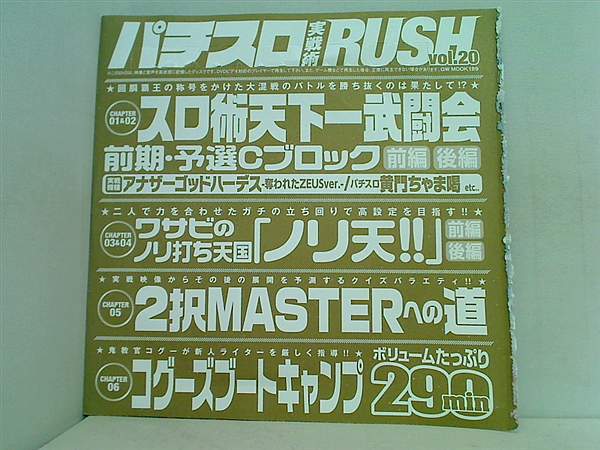 パチスロ実戦術RUSH vol.20
GW MOOK 189
★回胴覇王の称号をかけた大混戦のバトルを勝ち抜くのは果たして!?★
CHAPTER 01&02 スロ術天下一武闘会
前期・予選Cブロック 前編 後編
アナザーゴッドハーデス-奪われたZEUSver.-/パチスロ黄門ちゃま喝 etc..
★二人で力を合わせたガチの立ち回りで高設定を目指す!!★
CHAPTER 03&04 ワサビのノリ打ち天国「ノリ天!!」 前編 後編
★実戦映像からその後の展開を予測するクイズバラエティ!!★
CHAPTER 05 2択MASTERへの道
★鬼教官コグーが新人ライターを厳しく指導!!★
CHAPTER 06 コグーズブートキャンプ
ボリュームたっぷり
290min